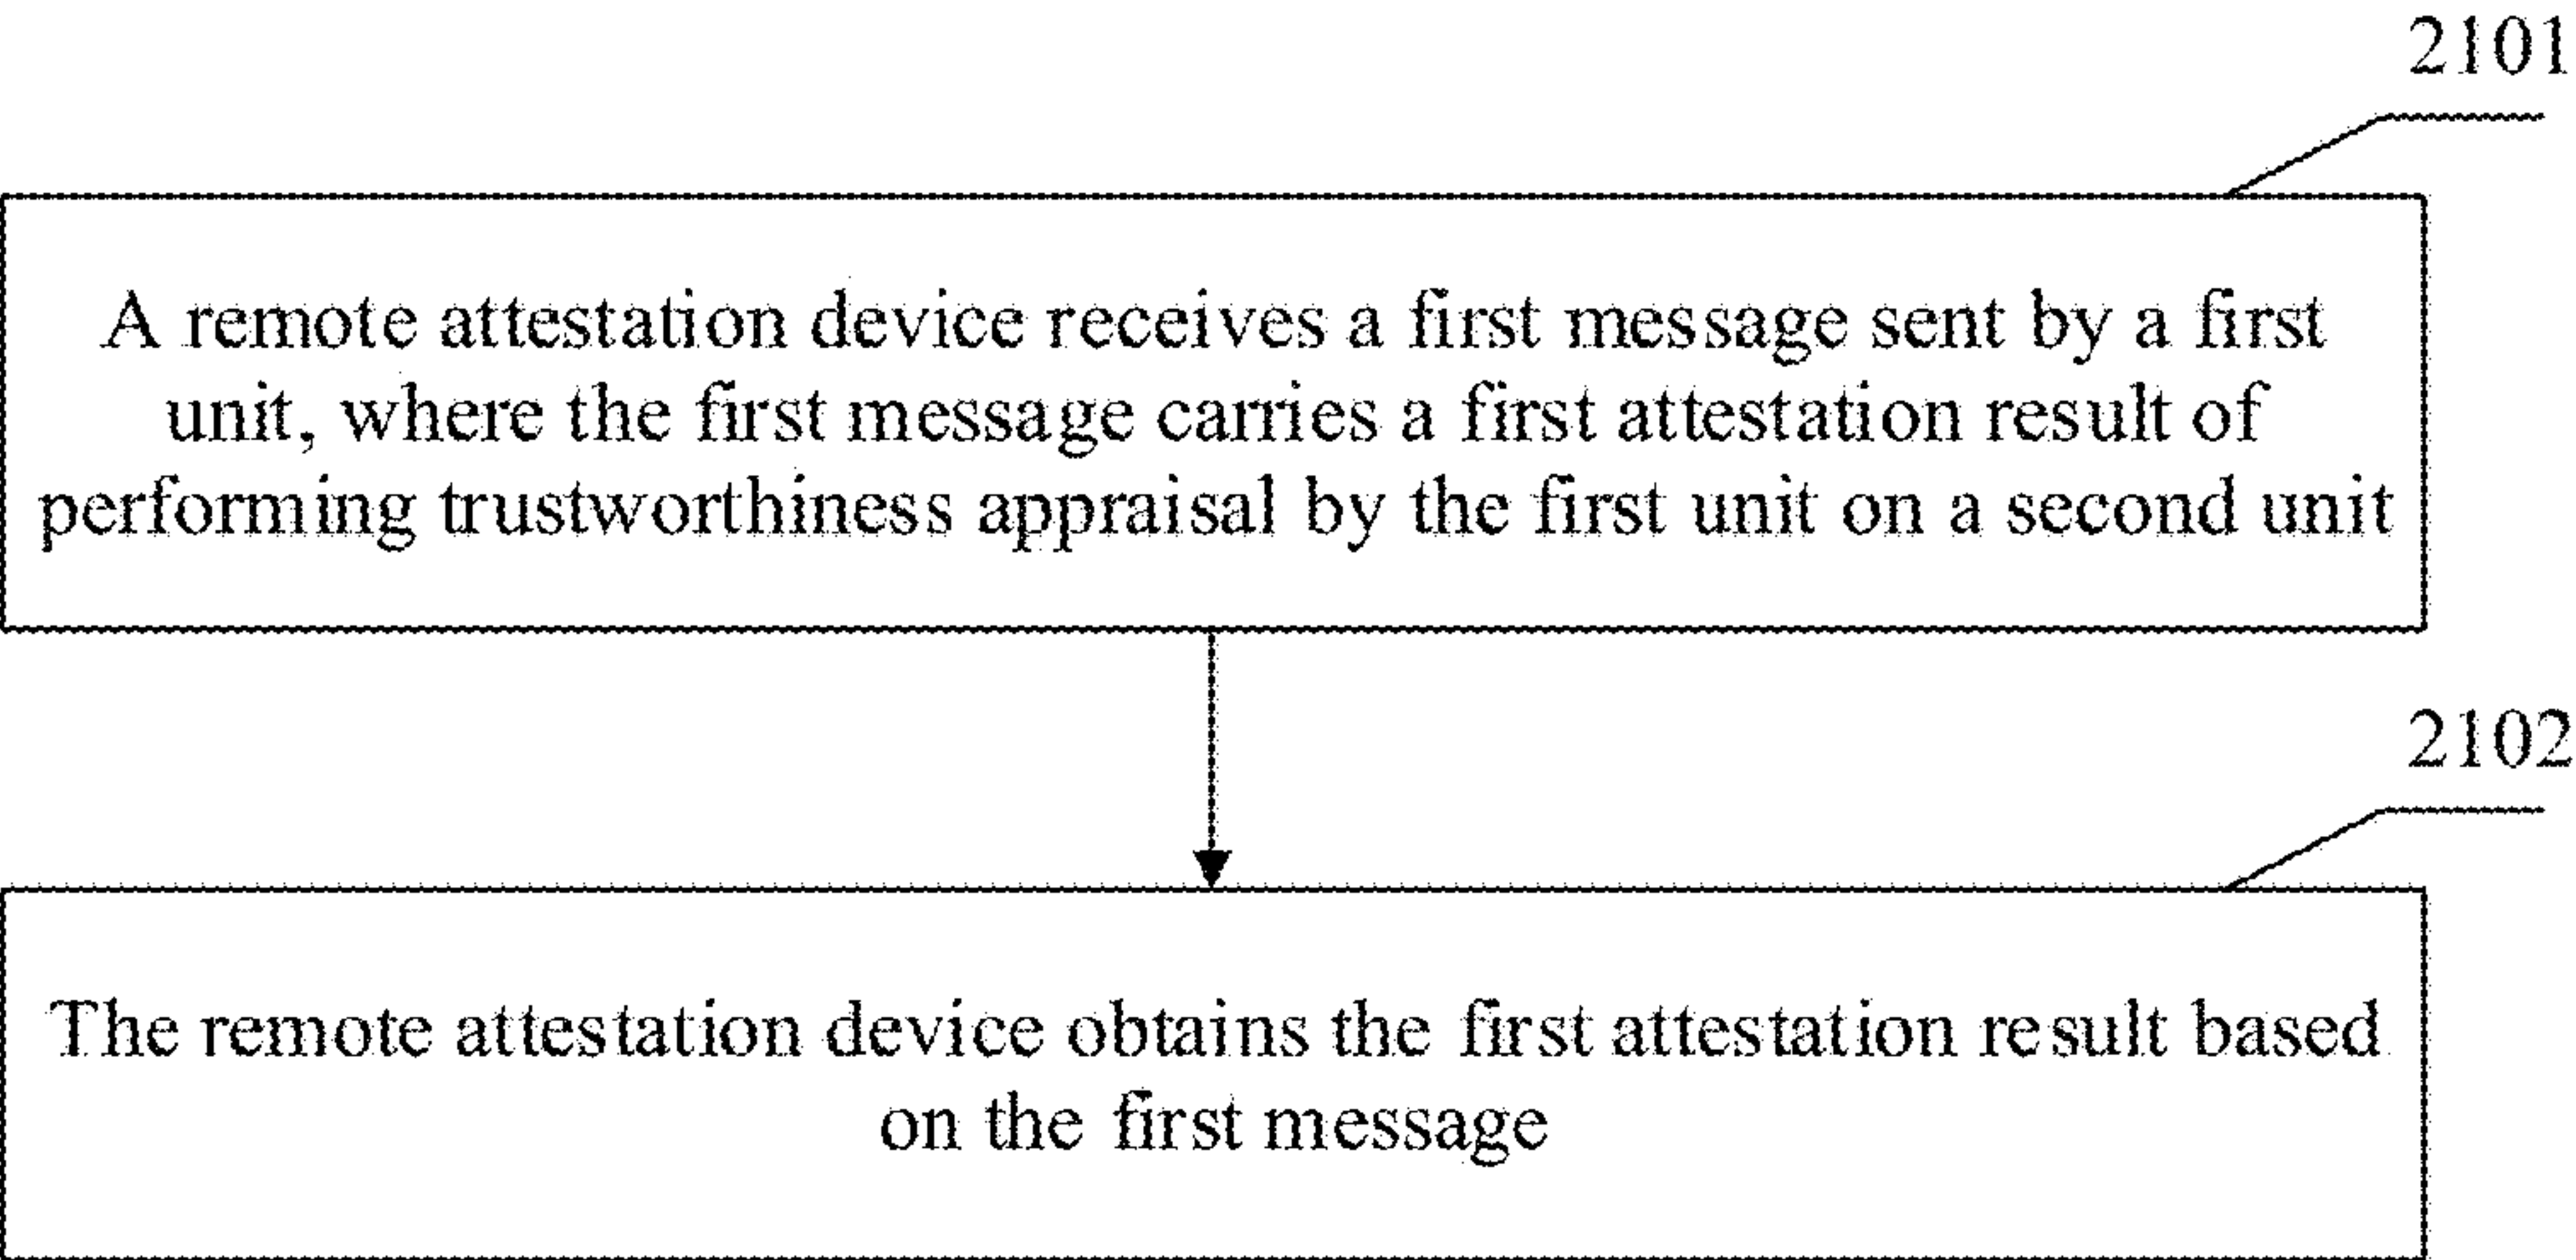 2101
A remote attestation device receives a first message sent by a first
unit, where the first message carries a first attestation result of
performing trustworthiness appraisal by the first unit on a second unit
2102
The remote attestation device obtains the first attestation result based
on the first message